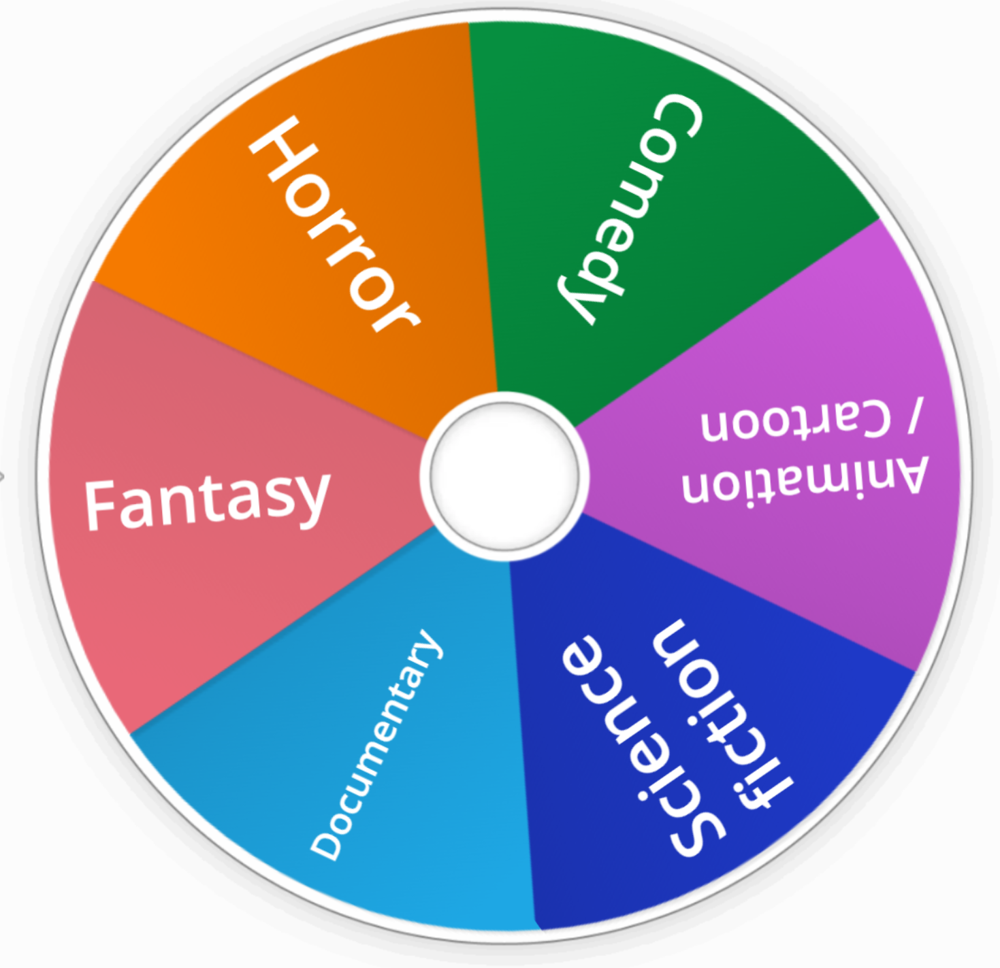 Horror
Comedy
Animation
/ Cartoon
Science
fiction
Documentary
Fantasy